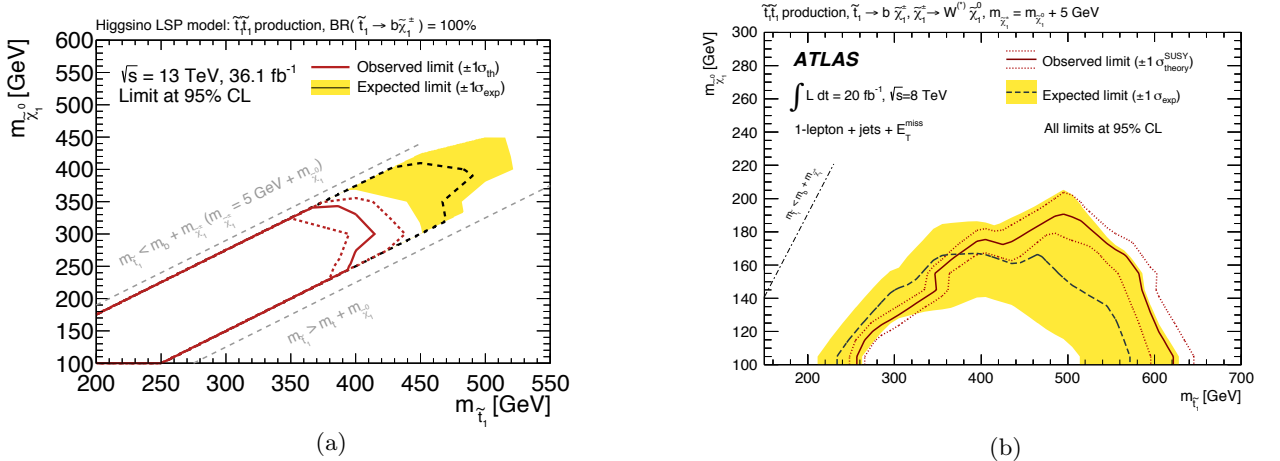 Higgsino LSP model: t̃₁t̃₁ production, BR( t̃₁ → bχ̃₁± ) = 100%
m_χ̃₁⁰ [GeV]
600
550
500
450
400
350
300
250
200
150
100
√s = 13 TeV, 36.1 fb⁻¹
Limit at 95% CL
Observed limit (±1σ_th)
Expected limit (±1σ_exp)
m_t̃₁ < m_b + m_χ̃₁± (m_χ̃₁± = 5 GeV + m_χ̃₁⁰)
m_t̃₁ > m_t + m_χ̃₁⁰
200 250 300 350 400 450 500 550
m_t̃₁ [GeV]
(a)
t̃₁t̃₁ production, t̃₁ → b χ̃₁±, χ̃₁± → W⁽*⁾ χ̃₁⁰, m_χ̃₁± = m_χ̃₁⁰ + 5 GeV
m_χ̃₁⁰ [GeV]
300
280
260
240
220
200
180
160
140
120
100
ATLAS
∫ L dt = 20 fb⁻¹, √s=8 TeV
1-lepton + jets + E_T^miss
Observed limit (±1 σ_theory^SUSY)
Expected limit (±1 σ_exp)
All limits at 95% CL
m_t̃₁ < m_b + m_χ̃₁±
200 300 400 500 600 700
m_t̃₁ [GeV]
(b)